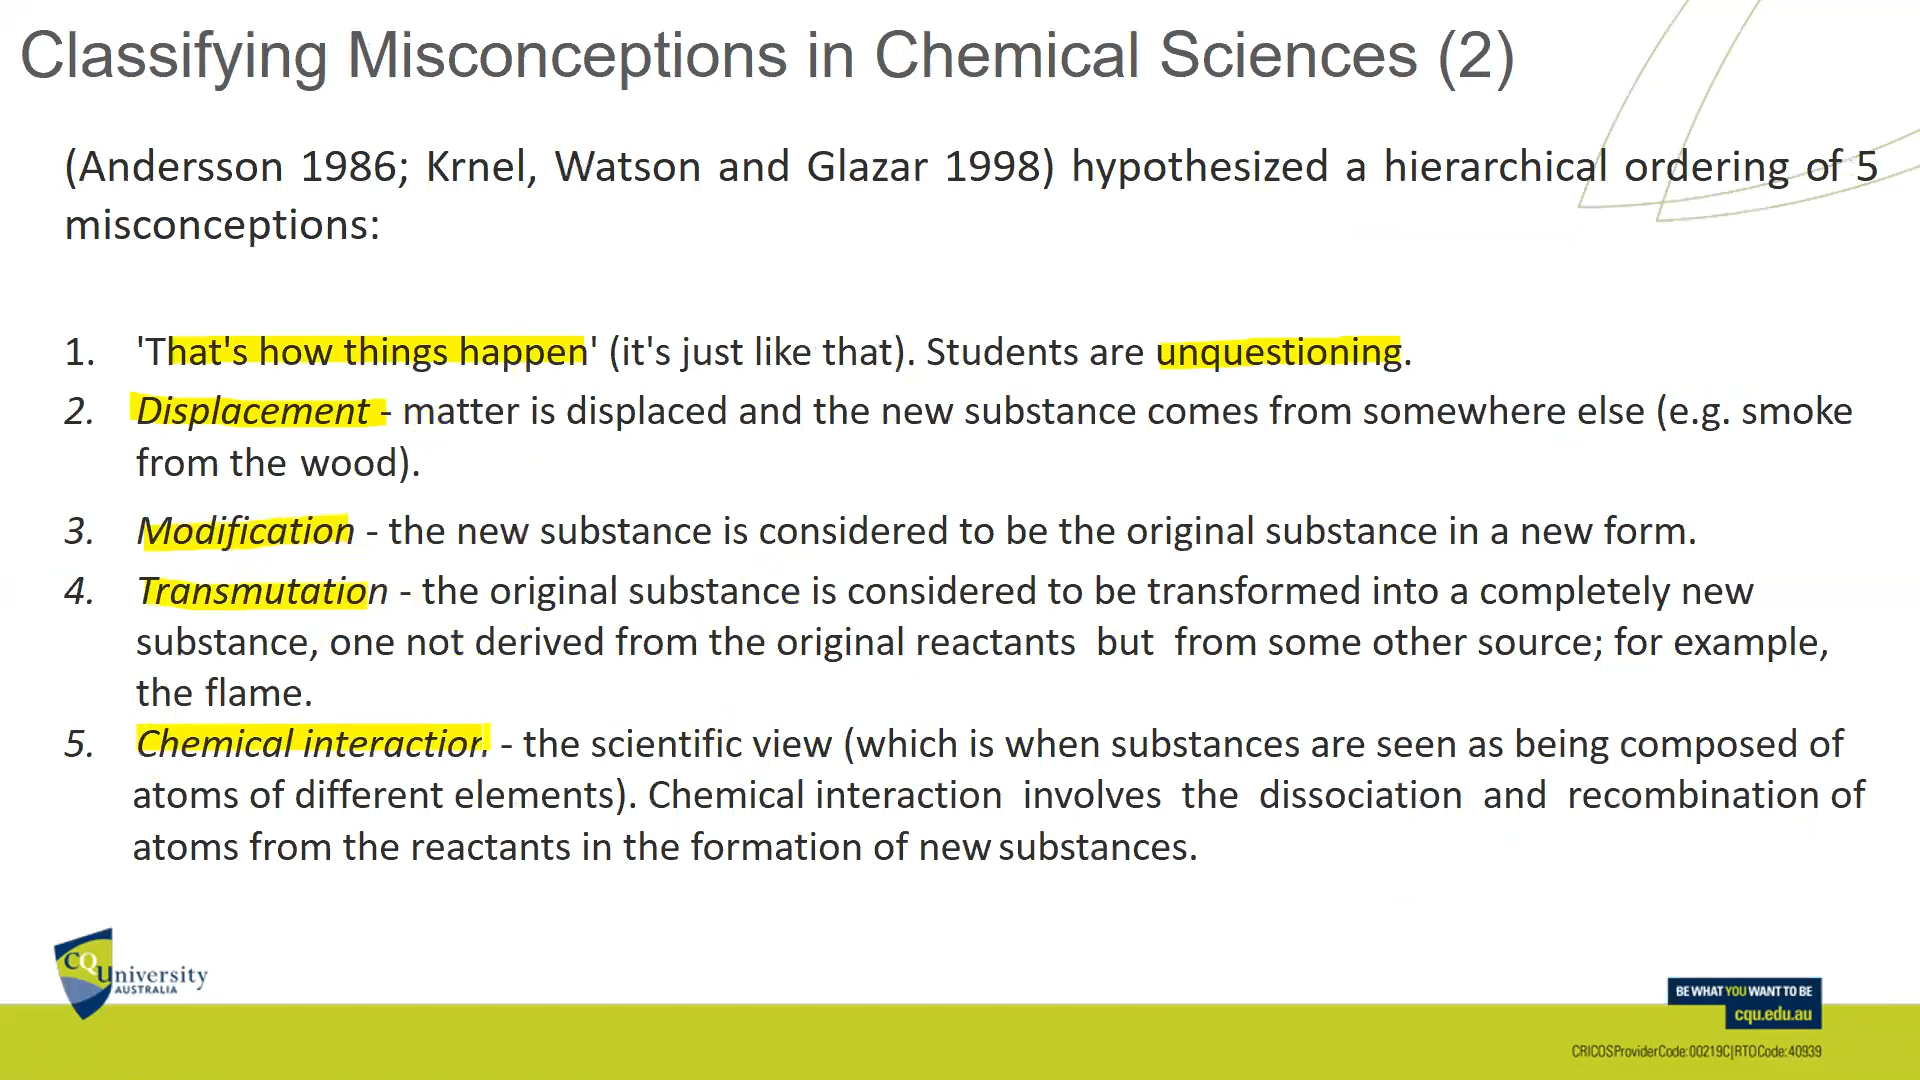 Classifying Misconceptions in Chemical Sciences (2)
(Andersson 1986; Krnel, Watson and Glazar 1998) hypothesized a hierarchical ordering of 5
misconceptions:
1. 'That's how things happen' (it's just like that). Students are unquestioning.
2. Displacement - matter is displaced and the new substance comes from somewhere else (e.g. smoke
from the wood).
3. Modification - the new substance is considered to be the original substance in a new form.
4. Transmutation - the original substance is considered to be transformed into a completely new
substance, one not derived from the original reactants but from some other source; for example,
the flame.
5. Chemical interaction - the scientific view (which is when substances are seen as being composed of
atoms of different elements). Chemical interaction involves the dissociation and recombination of
atoms from the reactants in the formation of new substances.
CQUniversity
AUSTRALIA
BE WHAT YOU WANT TO BE
cqu.edu.au
CRICOS Provider Code: 00219C | RTO Code: 40939